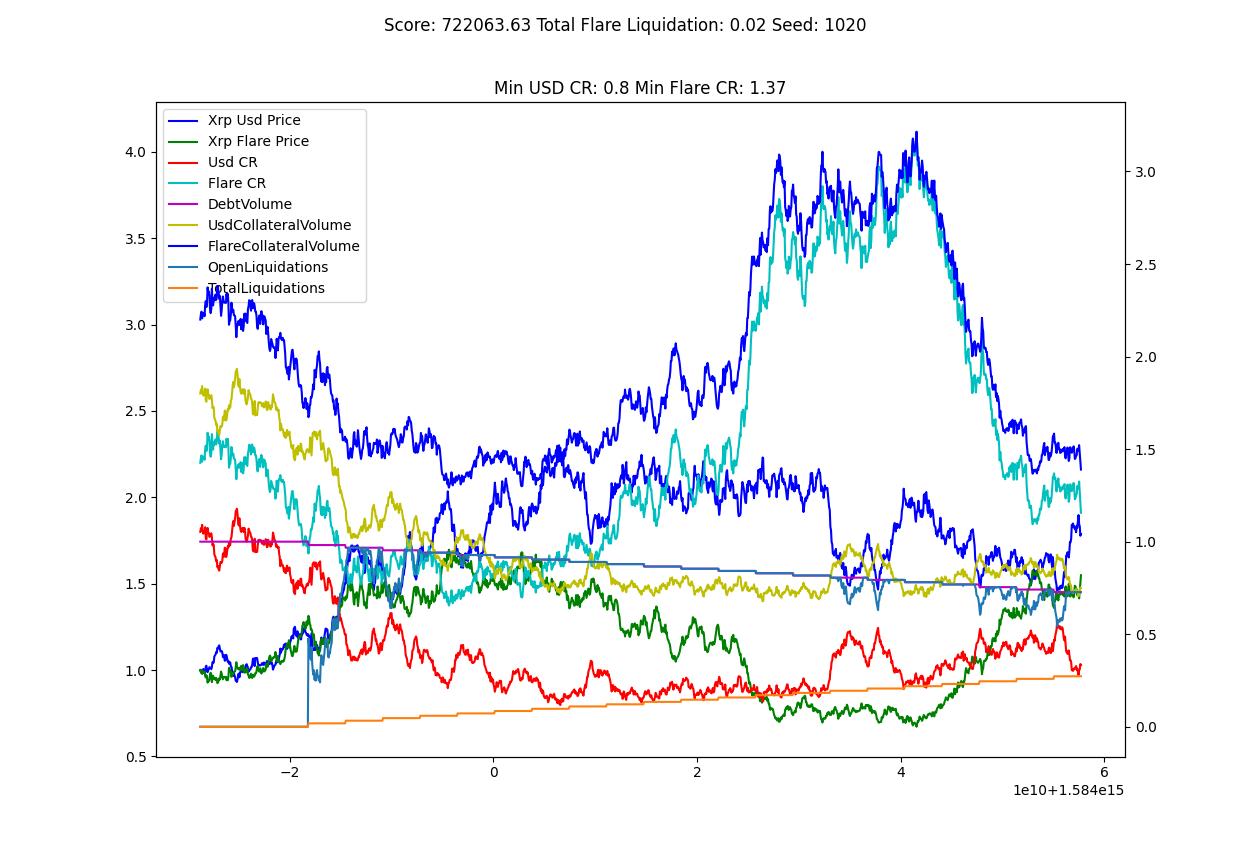 Score: 722063.63 Total Flare Liquidation: 0.02 Seed: 1020
Min USD CR: 0.8 Min Flare CR: 1.37
Xrp Usd Price
Xrp Flare Price
Usd CR
Flare CR
DebtVolume
UsdCollateralVolume
FlareCollateralVolume
OpenLiquidations
TotalLiquidations
4.0
3.5
3.0
2.5
2.0
1.5
1.0
0.5
3.0
2.5
2.0
1.5
1.0
0.5
0.0
−2 0 2 4 6
1e10+1.584e15